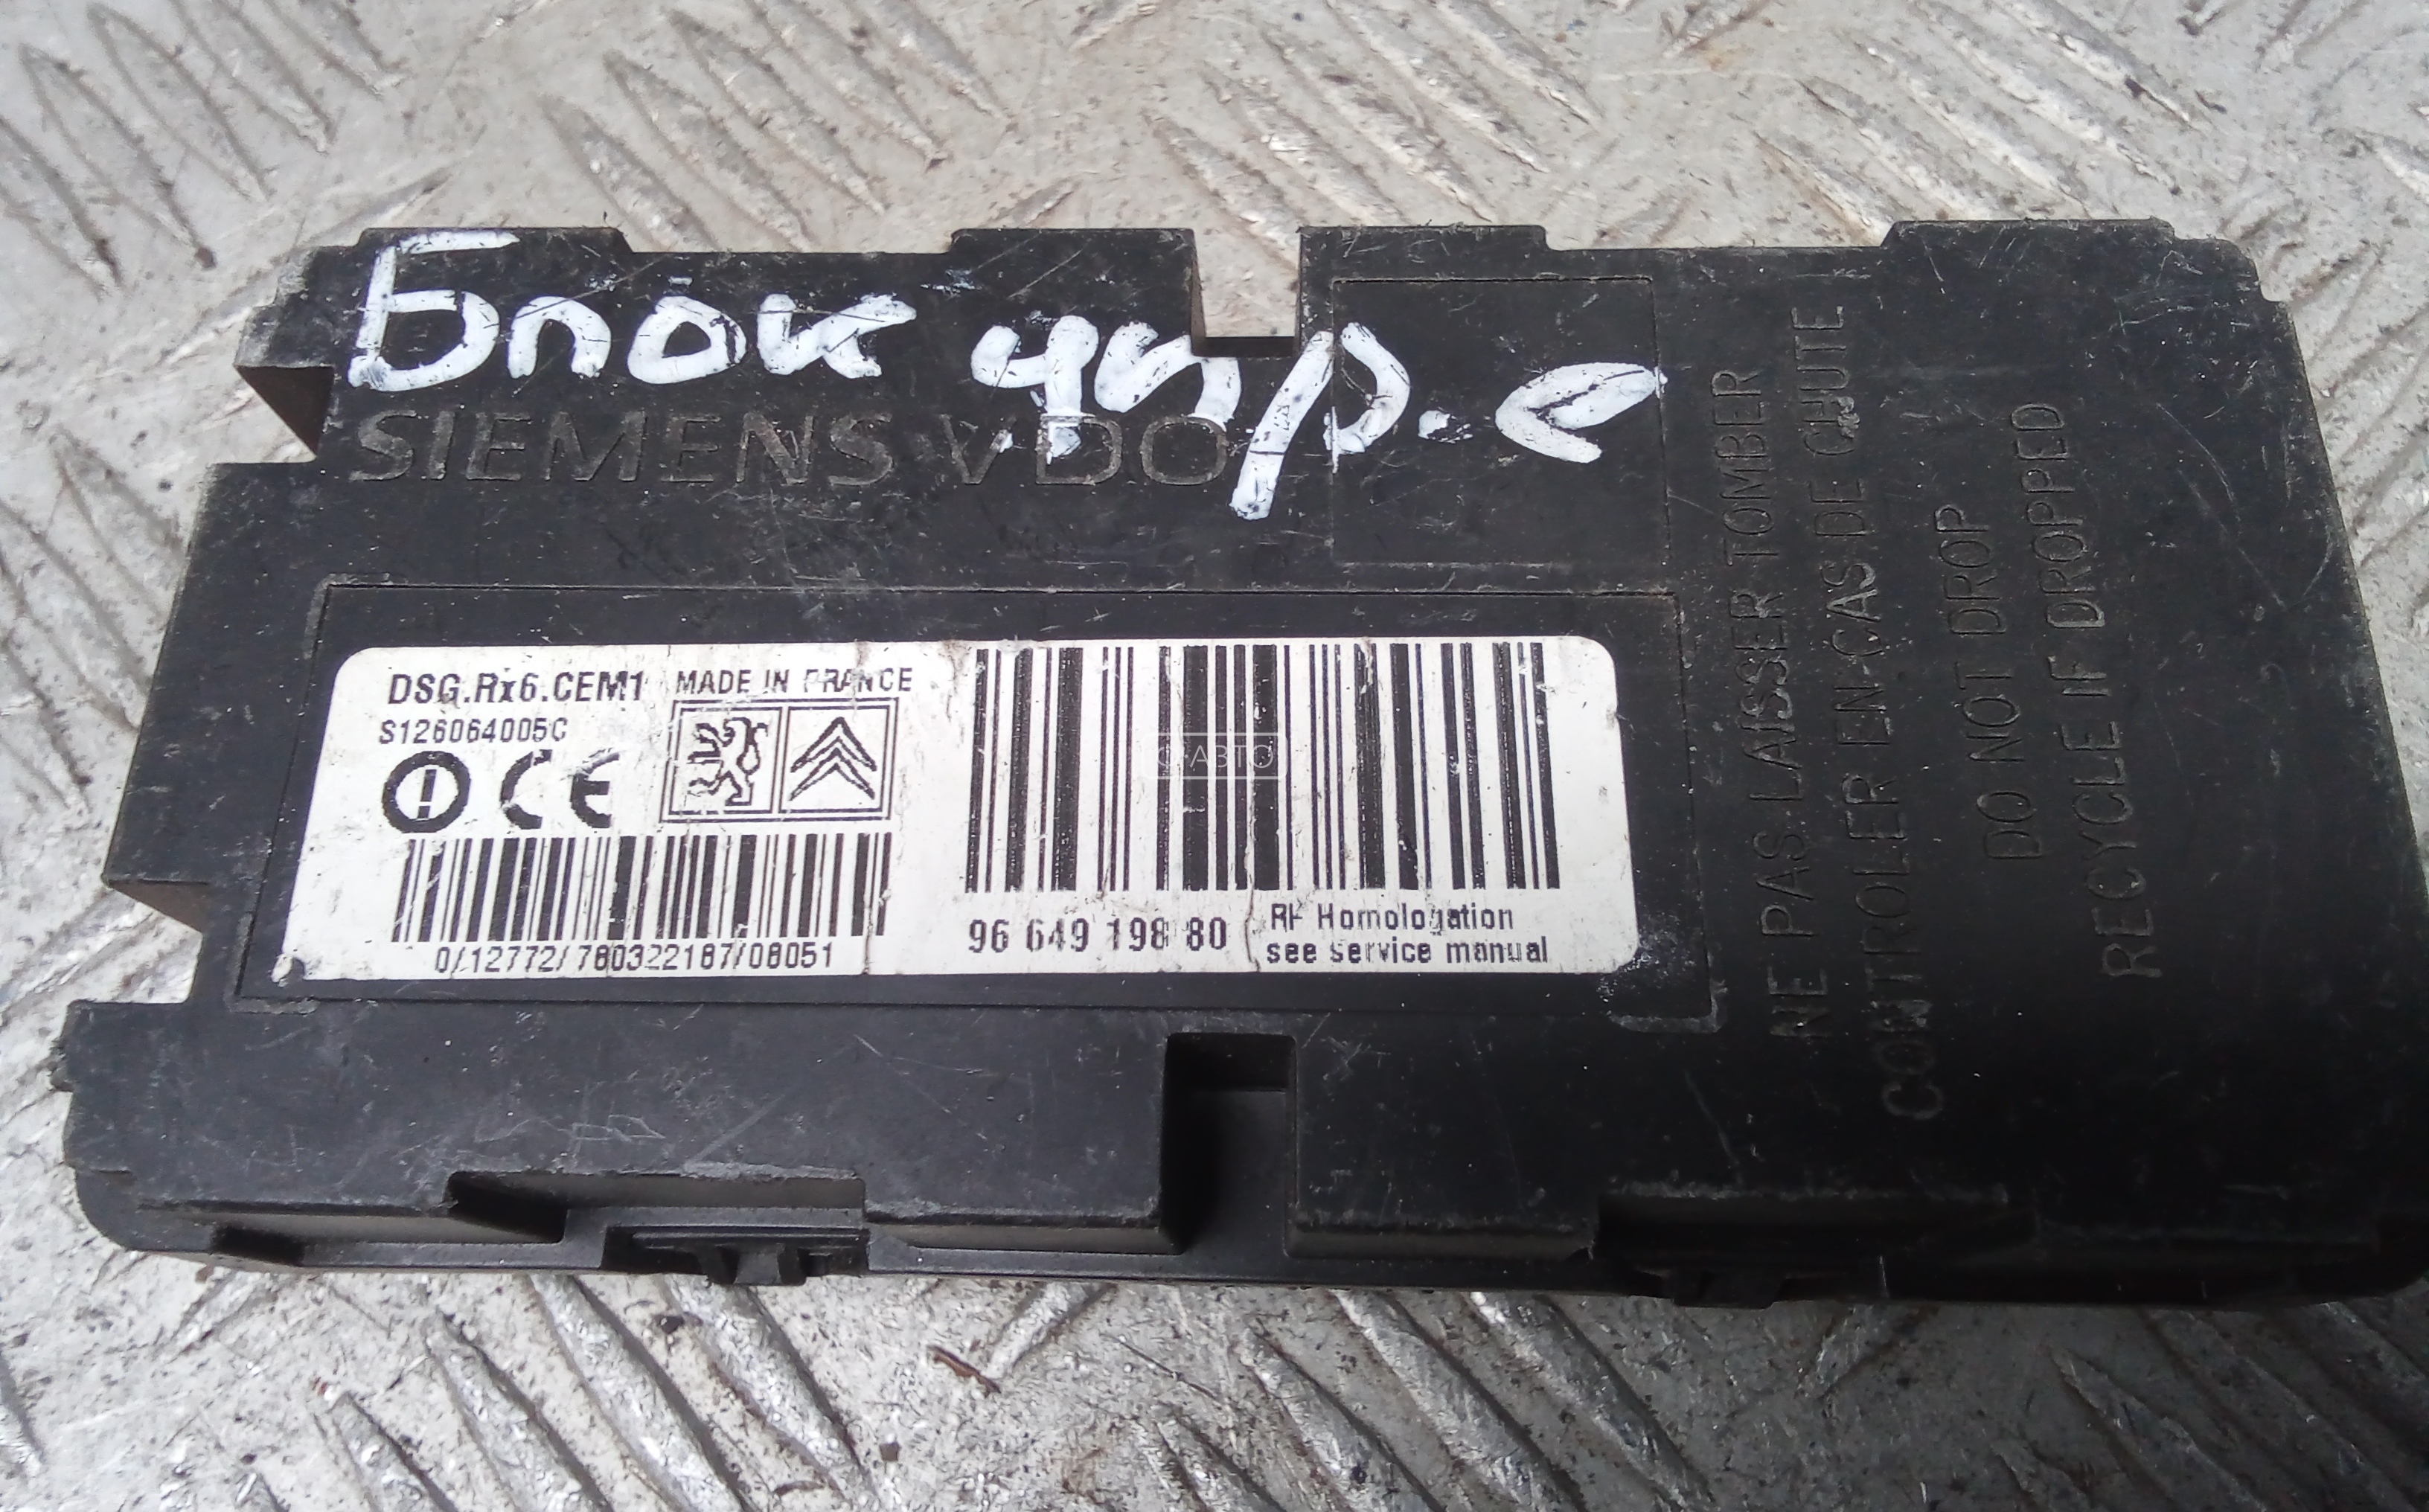 Блок упр. с
SIEMENS VDO
DSG.Rx6.CEM1 MADE IN FRANCE
S126064005C
CE
0/12772/780322187/08051
96 649 198 80
RF Homologation
see service manual
NE PAS LAISSER TOMBER
CONTROLER EN CAS DE CHUTE
DO NOT DROP
RECYCLE IF DROPPED
АВТО